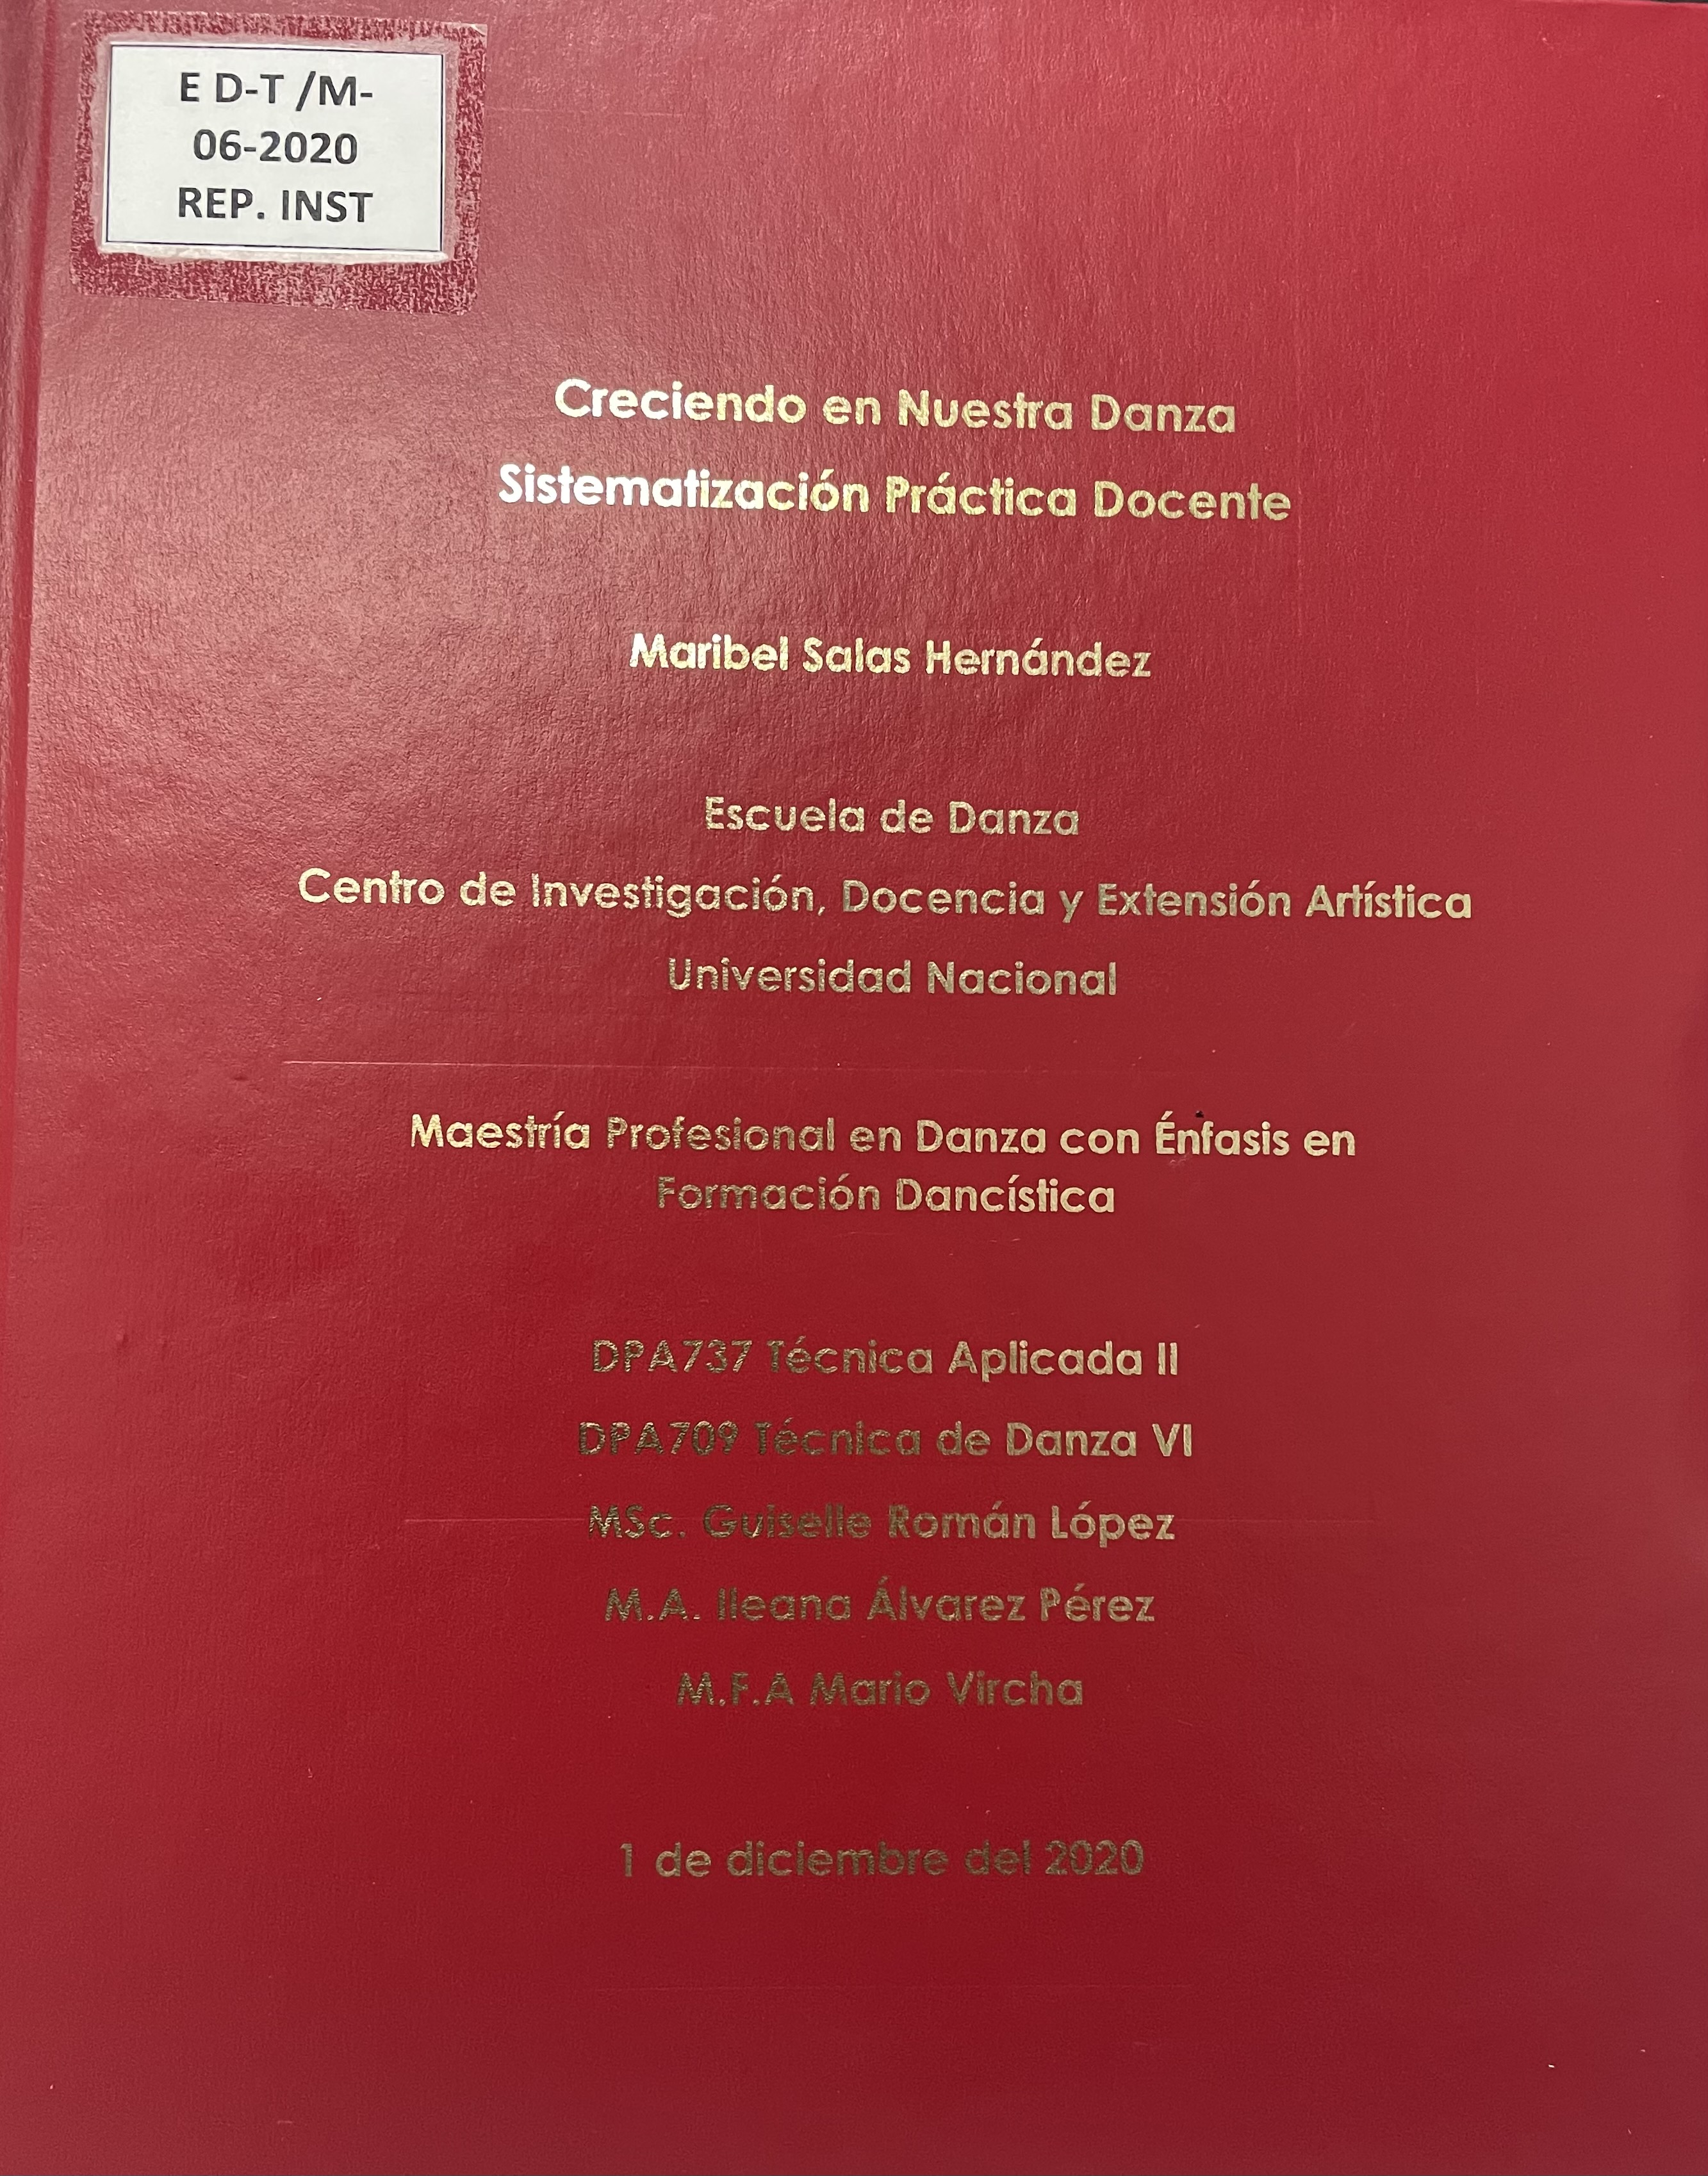 E D-T /M-
06-2020
REP. INST
Creciendo en Nuestra Danza
Sistematización Práctica Docente
Maribel Salas Hernández
Escuela de Danza
Centro de Investigación, Docencia y Extensión Artística
Universidad Nacional
Maestría Profesional en Danza con Énfasis en
Formación Dancística
DPA737 Técnica Aplicada II
DPA709 Técnica de Danza VI
MSc. Guiselle Román López
M.A. Ileana Álvarez Pérez
M.F.A Mario Vircha
1 de diciembre del 2020